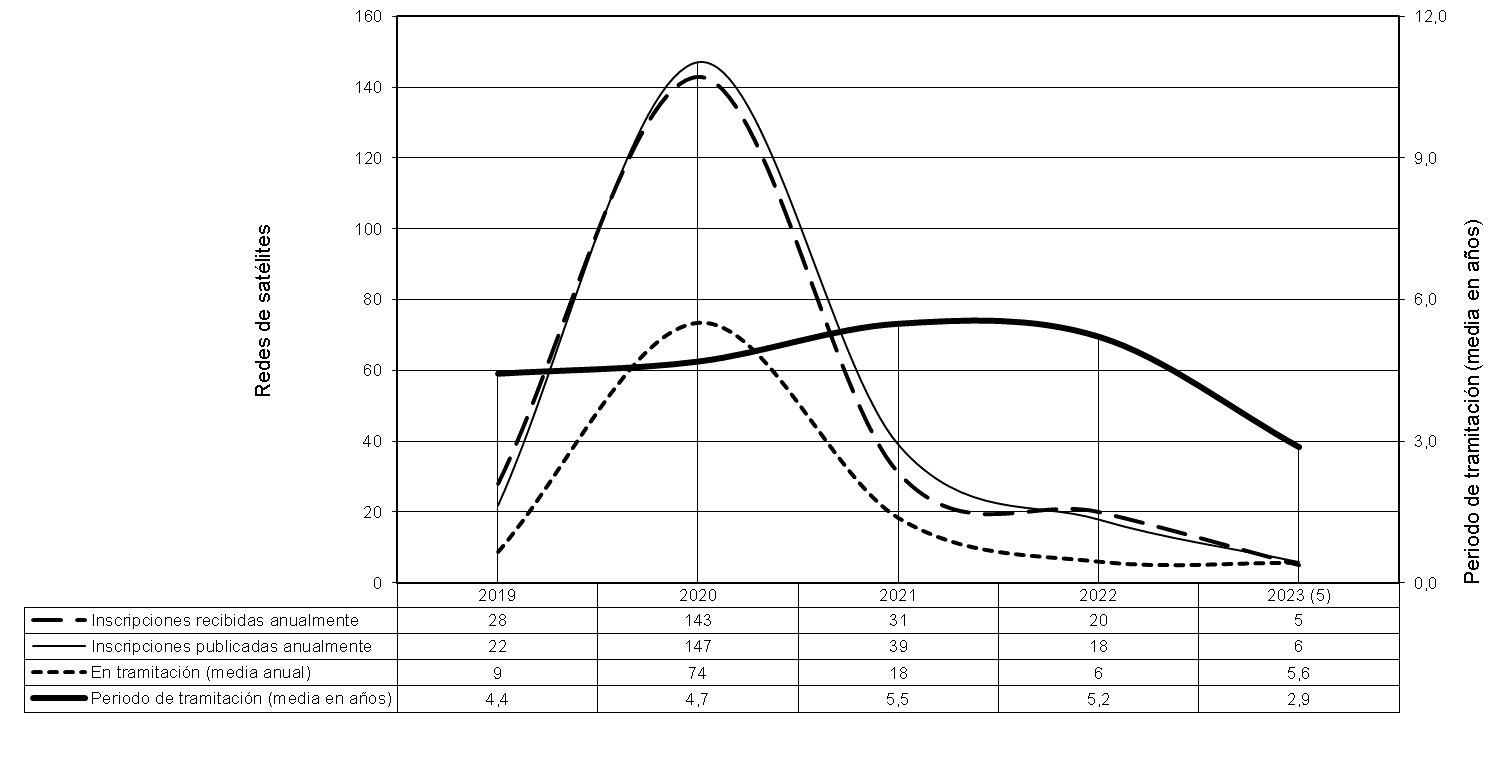 160 12,0
140
120 9,0
100
80 6,0
60
40 3,0
20
0 0,0
Redes de satélites
Periodo de tramitación (media en años)
2019 2020 2021 2022 2023 (5)
Inscripciones recibidas anualmente 28 143 31 20 5
Inscripciones publicadas anualmente 22 147 39 18 6
En tramitación (media anual) 9 74 18 6 5,6
Periodo de tramitación (media en años) 4,4 4,7 5,5 5,2 2,9